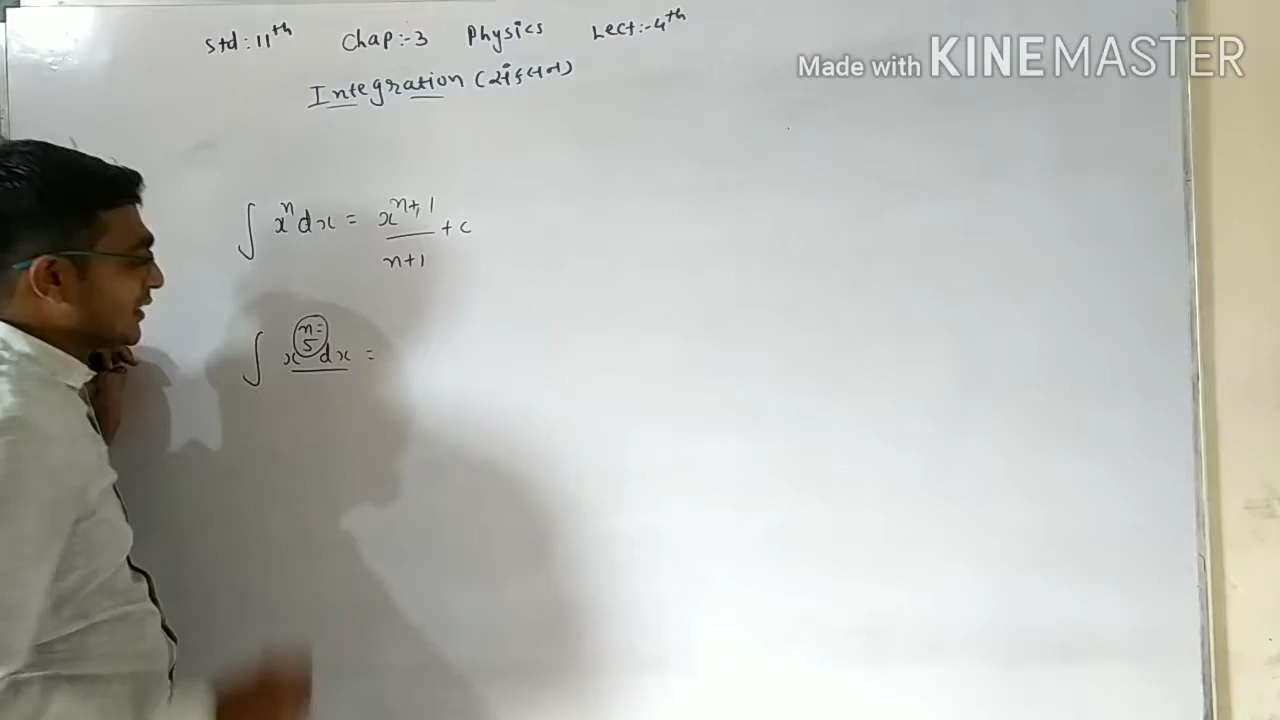 Std : 11th Chap :- 3 Physics Lect :- 4th
Made with KINEMASTER
Integration (સંકલન)
∫ xⁿ dx = xⁿ⁺¹ / n+1 + c
n=
∫ x⁵ dx =